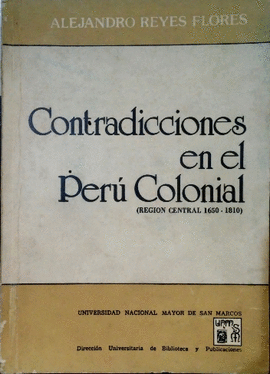 ALEJANDRO REYES FLORES
Contradicciones
en el
Perú Colonial
(REGION CENTRAL 1650 - 1810)
UNIVERSIDAD NACIONAL MAYOR DE SAN MARCOS
Dirección Universitaria de Biblioteca y Publicaciones